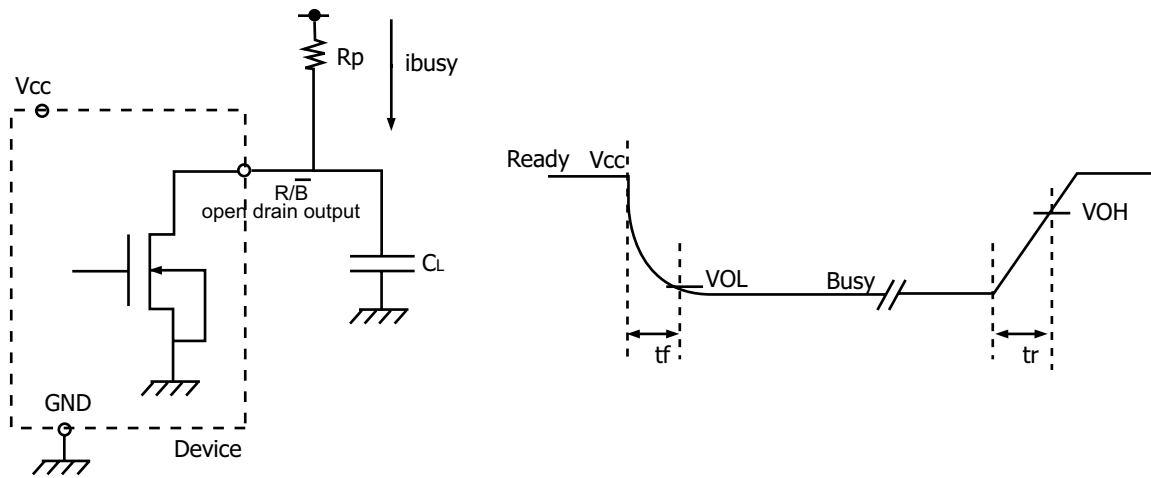 Rp
ibusy
Vcc
R/B̅
open drain output
CL
GND
Device
Ready Vcc
VOH
VOL
Busy
tf
tr